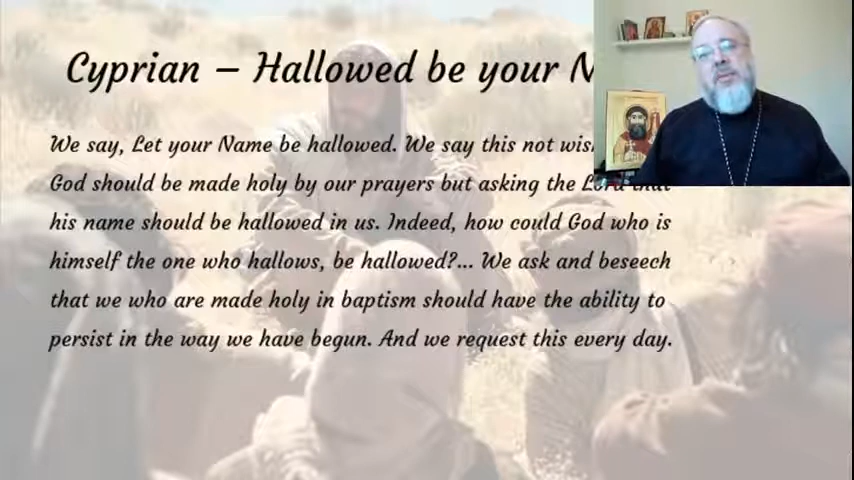 Cyprian – Hallowed be your
We say, Let your Name be hallowed. We say this not
God should be made holy by our prayers but asking the Lord that
his name should be hallowed in us. Indeed, how could God who is
himself the one who hallows, be hallowed?... We ask and beseech
that we who are made holy in baptism should have the ability to
persist in the way we have begun. And we request this every day.